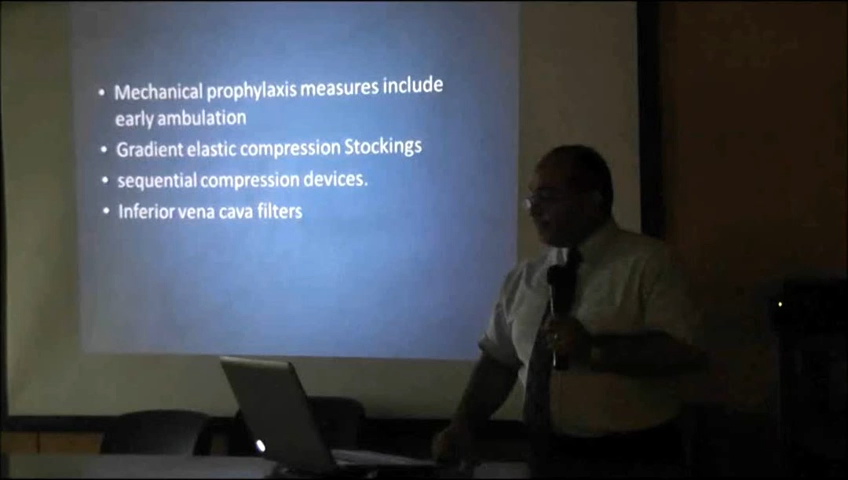 • Mechanical prophylaxis measures include
early ambulation
• Gradient elastic compression Stockings
• sequential compression devices.
• Inferior vena cava filters